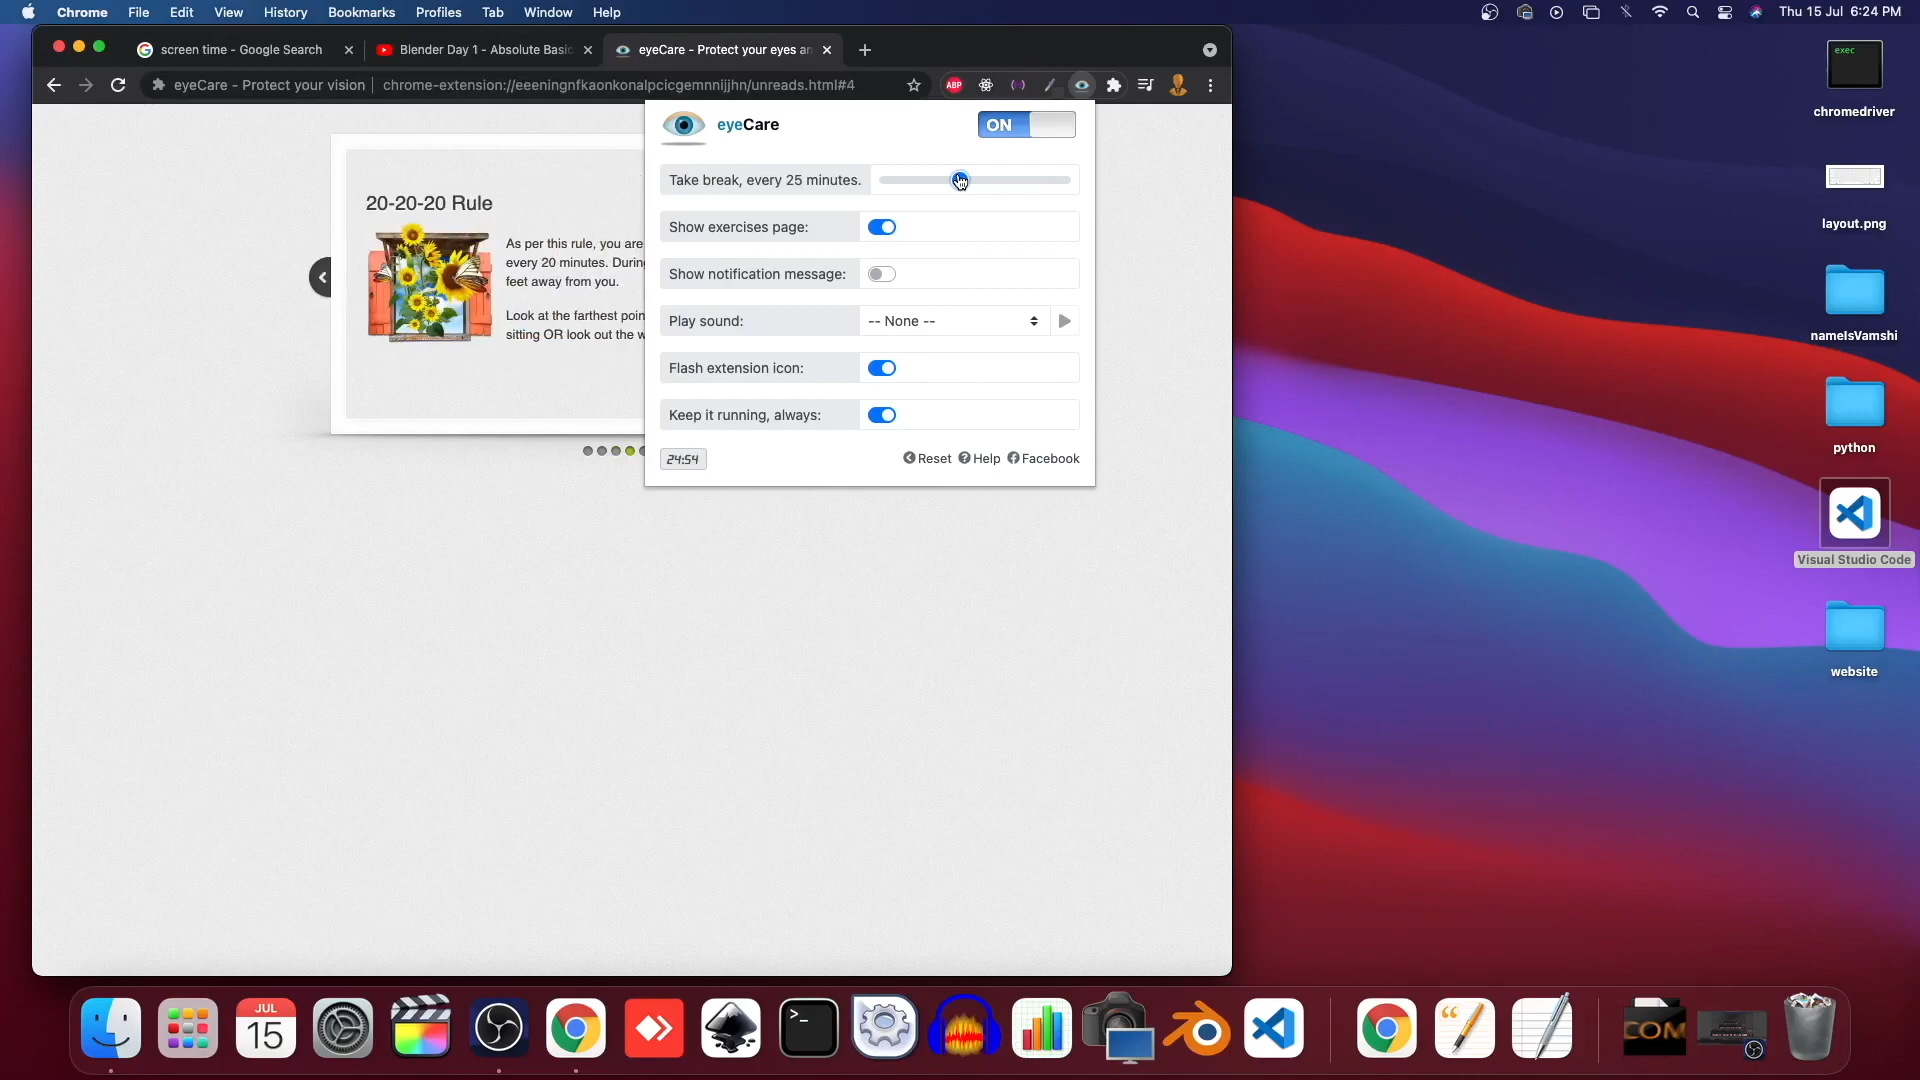 Chrome File Edit View History Bookmarks Profiles Tab Window Help
Thu 15 Jul 6:24 PM
screen time - Google Search
Blender Day 1 - Absolute Basic
eyeCare - Protect your eyes an
eyeCare - Protect your vision
chrome-extension://eeeningnfkaonkonalpcicgemnnijjhn/unreads.html#4
ABP
eyeCare
ON
Take break, every 25 minutes.
Show exercises page:
Show notification message:
Play sound:
-- None --
Flash extension icon:
Keep it running, always:
24:54
Reset Help Facebook
20-20-20 Rule
As per this rule, you are
every 20 minutes. During
feet away from you.
Look at the farthest poin
sitting OR look out the w
exec
chromedriver
layout.png
nameIsVamshi
python
Visual Studio Code
website
JUL
15
COM